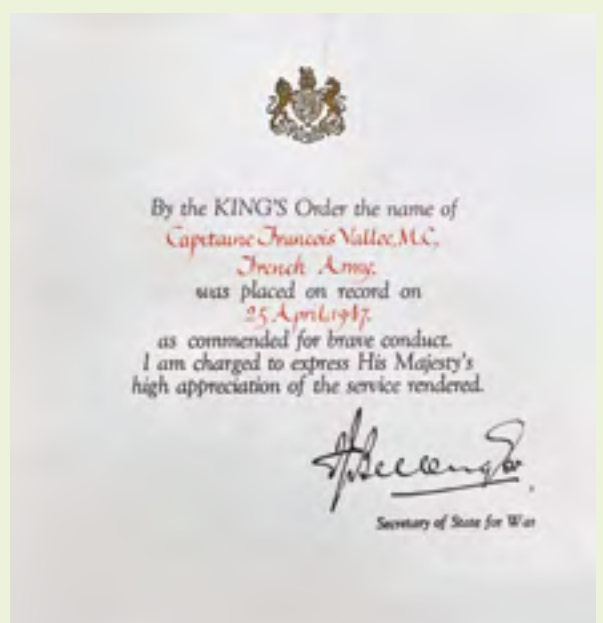 By the KING'S Order the name of
Capitaine Francois Vallee, M.C,
French Army,
was placed on record on
25 April, 1947.
as commended for brave conduct.
I am charged to express His Majesty's
high appreciation of the service rendered.
Secretary of State for War